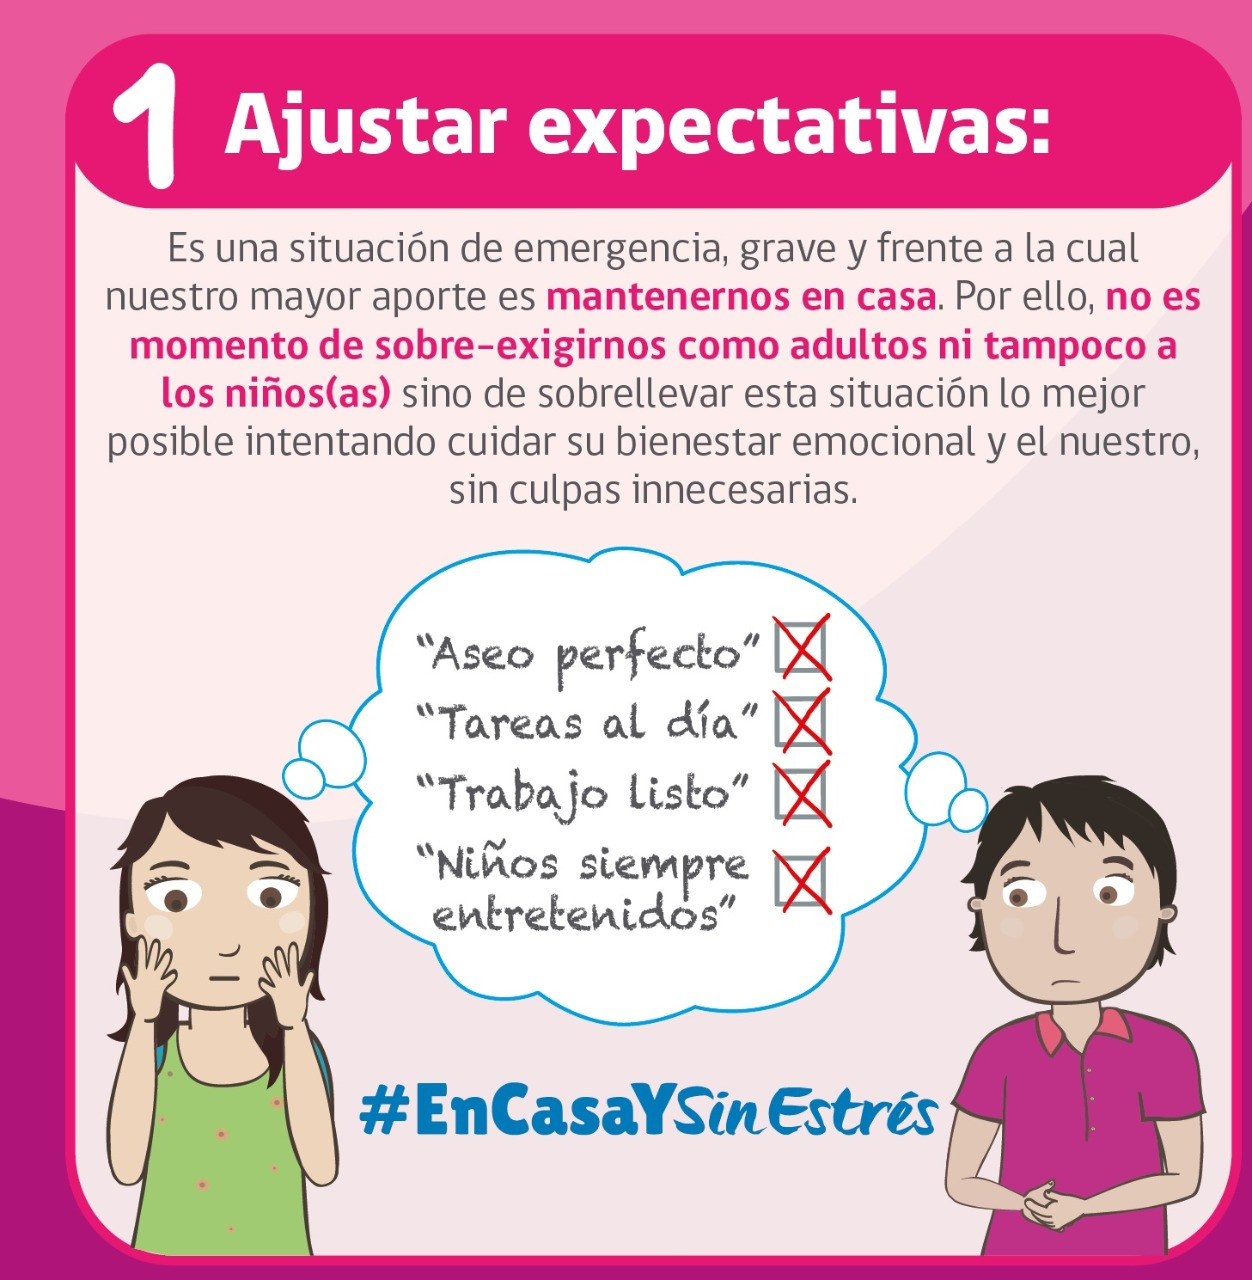 1 Ajustar expectativas:
Es una situación de emergencia, grave y frente a la cual
nuestro mayor aporte es mantenernos en casa. Por ello, no es
momento de sobre-exigirnos como adultos ni tampoco a
los niños(as) sino de sobrellevar esta situación lo mejor
posible intentando cuidar su bienestar emocional y el nuestro,
sin culpas innecesarias.
“Aseo perfecto”
“Tareas al día”
“Trabajo listo”
“Niños siempre
entretenidos”
#EnCasaYSinEstrés